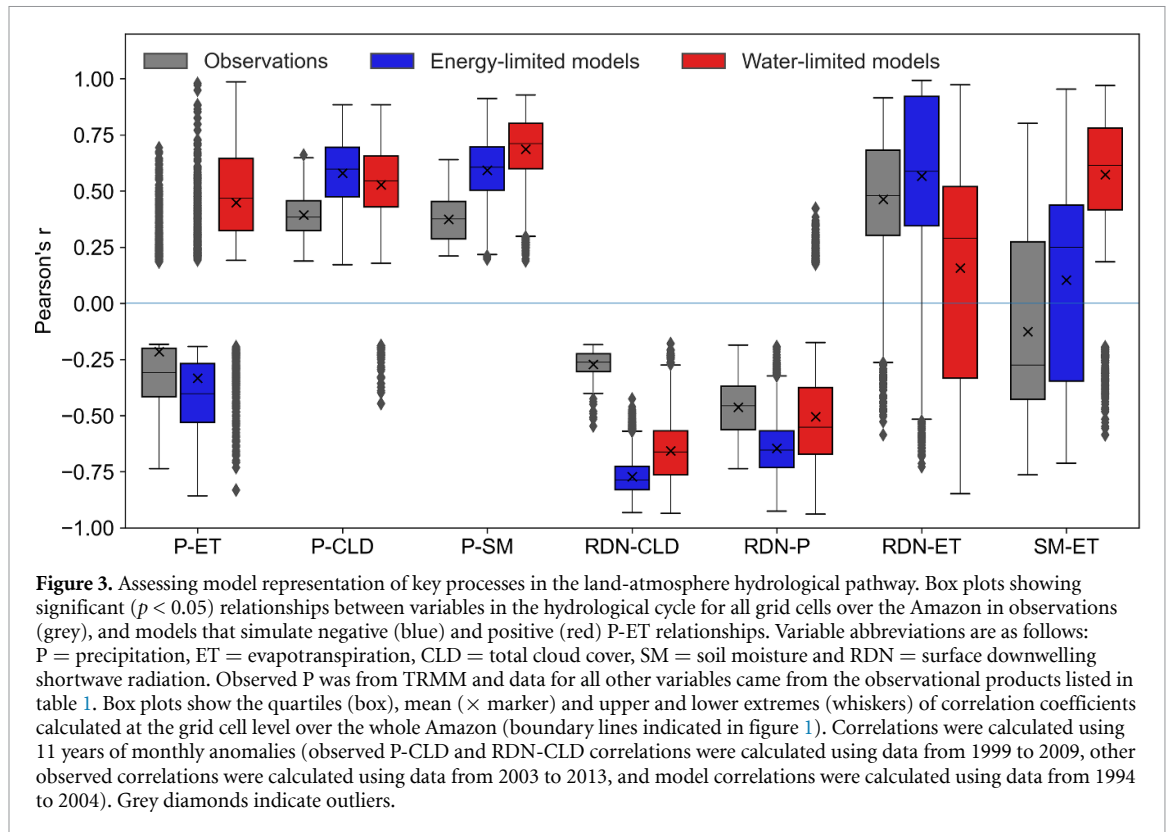 Observations Energy-limited models Water-limited models
1.00
0.75
0.50
0.25
0.00
−0.25
−0.50
−0.75
−1.00
Pearson's r
P-ET P-CLD P-SM RDN-CLD RDN-P RDN-ET SM-ET
Figure 3. Assessing model representation of key processes in the land-atmosphere hydrological pathway. Box plots showing
significant (p < 0.05) relationships between variables in the hydrological cycle for all grid cells over the Amazon in observations
(grey), and models that simulate negative (blue) and positive (red) P-ET relationships. Variable abbreviations are as follows:
P = precipitation, ET = evapotranspiration, CLD = total cloud cover, SM = soil moisture and RDN = surface downwelling
shortwave radiation. Observed P was from TRMM and data for all other variables came from the observational products listed in
table 1. Box plots show the quartiles (box), mean (× marker) and upper and lower extremes (whiskers) of correlation coefficients
calculated at the grid cell level over the whole Amazon (boundary lines indicated in figure 1). Correlations were calculated using
11 years of monthly anomalies (observed P-CLD and RDN-CLD correlations were calculated using data from 1999 to 2009, other
observed correlations were calculated using data from 2003 to 2013, and model correlations were calculated using data from 1994
to 2004). Grey diamonds indicate outliers.